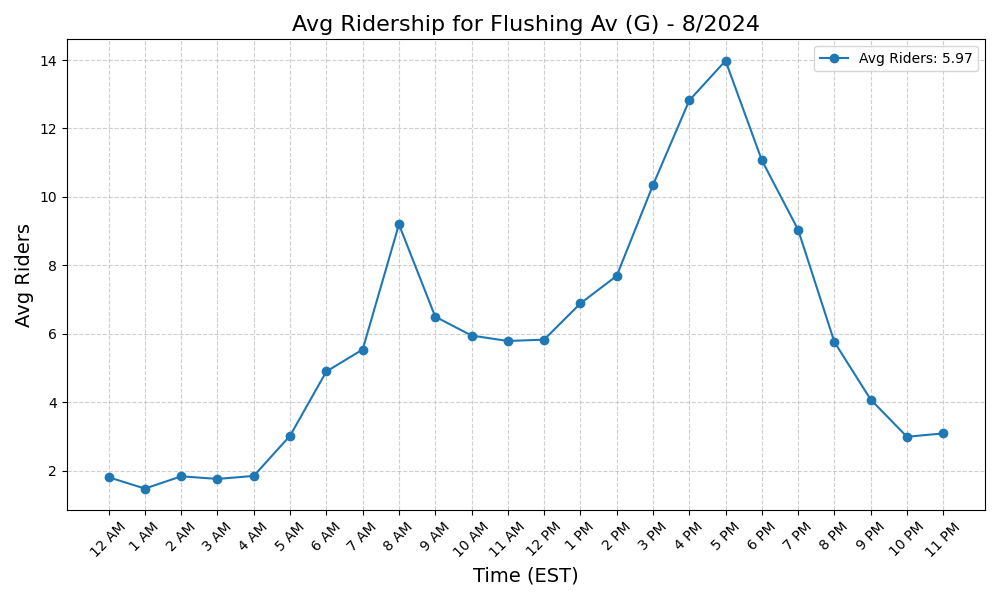 Avg Ridership for Flushing Av (G) - 8/2024
Avg Riders: 5.97
Avg Riders
14
12
10
8
6
4
2
12 AM
1 AM
2 AM
3 AM
4 AM
5 AM
6 AM
7 AM
8 AM
9 AM
10 AM
11 AM
12 PM
1 PM
2 PM
3 PM
4 PM
5 PM
6 PM
7 PM
8 PM
9 PM
10 PM
11 PM
Time (EST)